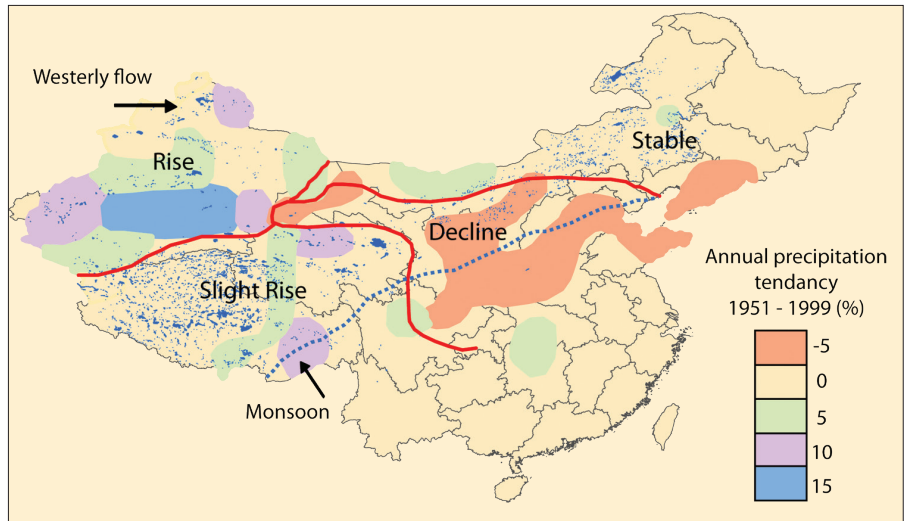 Westerly flow
Rise
Stable
Decline
Slight Rise
Monsoon
Annual precipitation
tendancy
1951 - 1999 (%)
-5
0
5
10
15